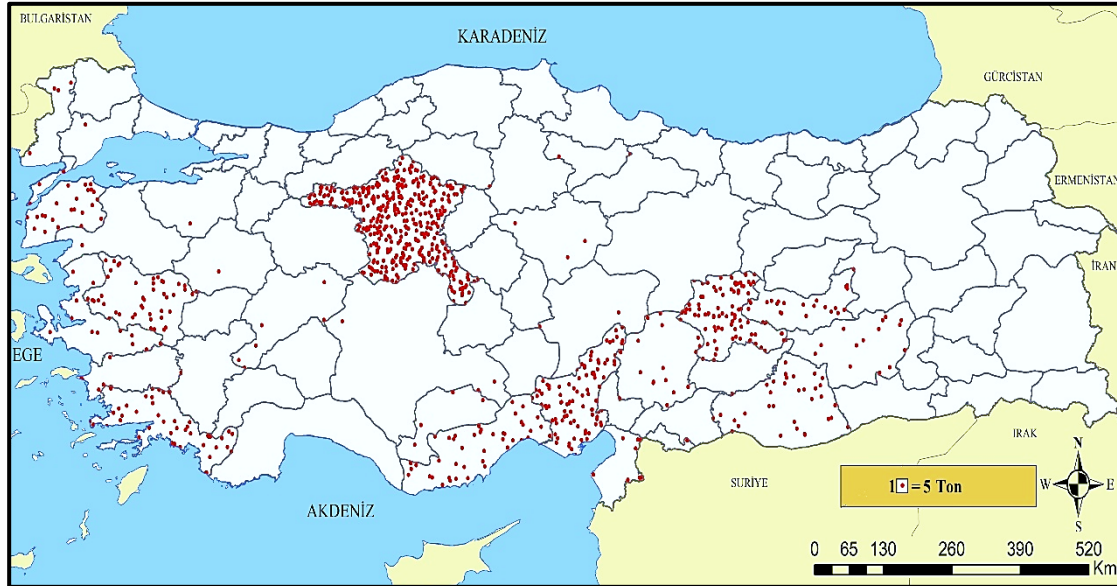 BULGARİSTAN
KARADENİZ
GÜRCİSTAN
ERMENİSTAN
İRAN
EGE
IRAK
SURİYE
AKDENİZ
1 = 5 Ton
N
W E
S
0 65 130 260 390 520
Km